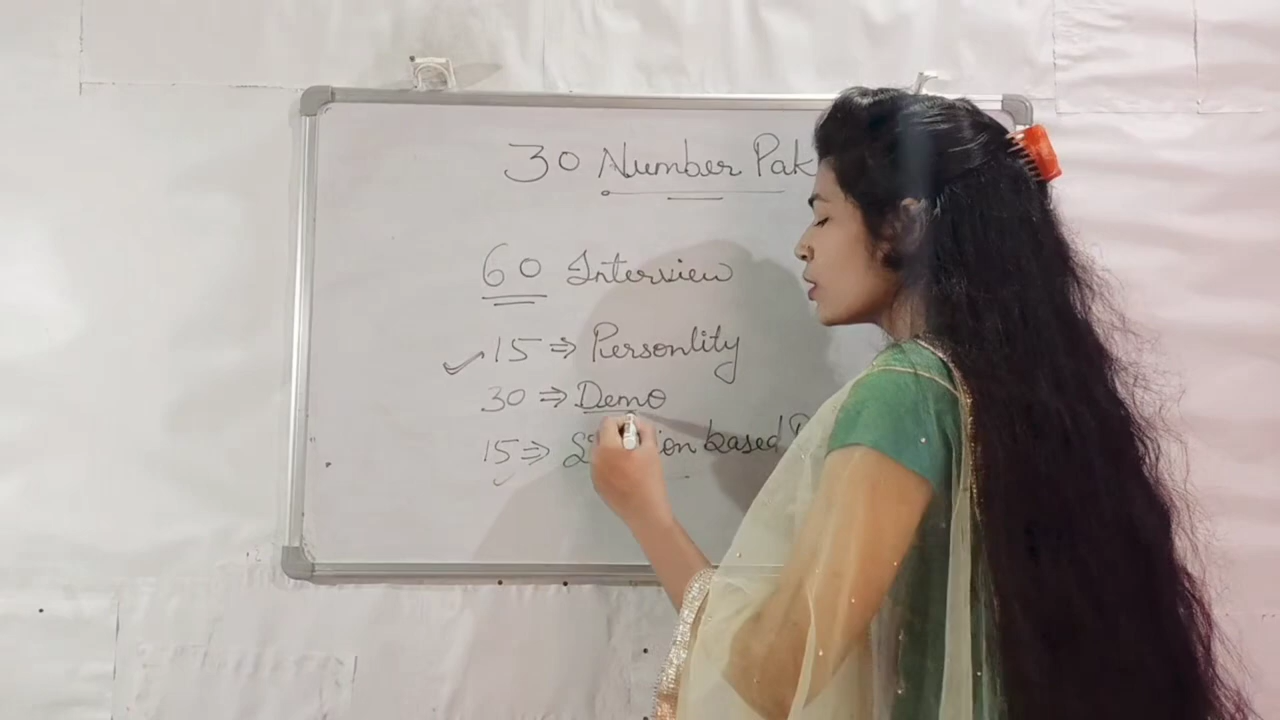 30 Number Pak
60 Interview
15 ⇒ Personlity
30 ⇒ Demo
15 ⇒ based